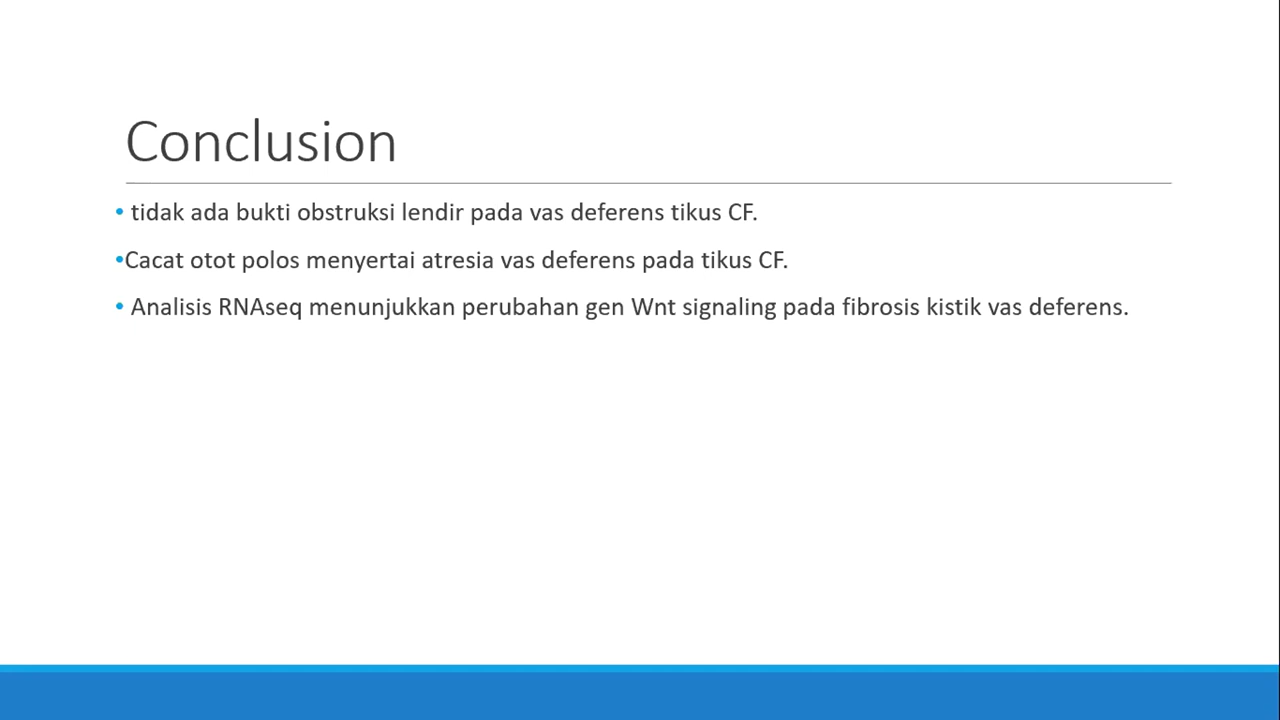 Conclusion
• tidak ada bukti obstruksi lendir pada vas deferens tikus CF.
•Cacat otot polos menyertai atresia vas deferens pada tikus CF.
• Analisis RNAseq menunjukkan perubahan gen Wnt signaling pada fibrosis kistik vas deferens.